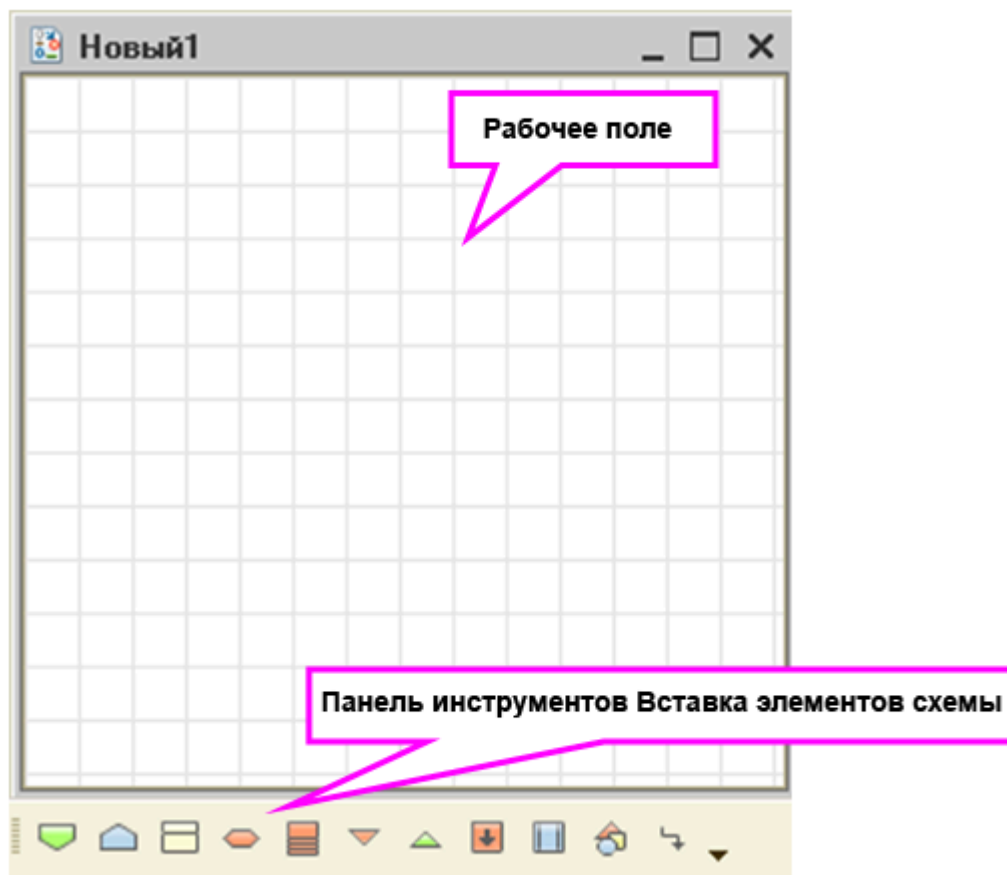 Новый1
Рабочее поле
Панель инструментов Вставка элементов схемы